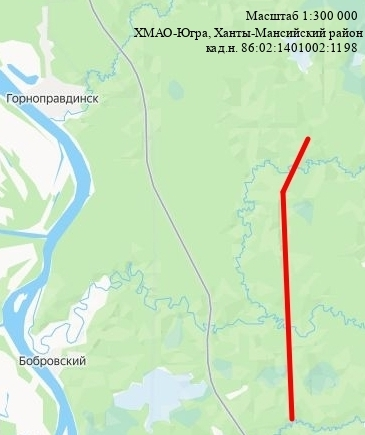 Масштаб 1:300 000
ХМАО-Югра, Ханты-Мансийский район
кад.н. 86:02:1401002:1198
Горноправдинск
Бобровский